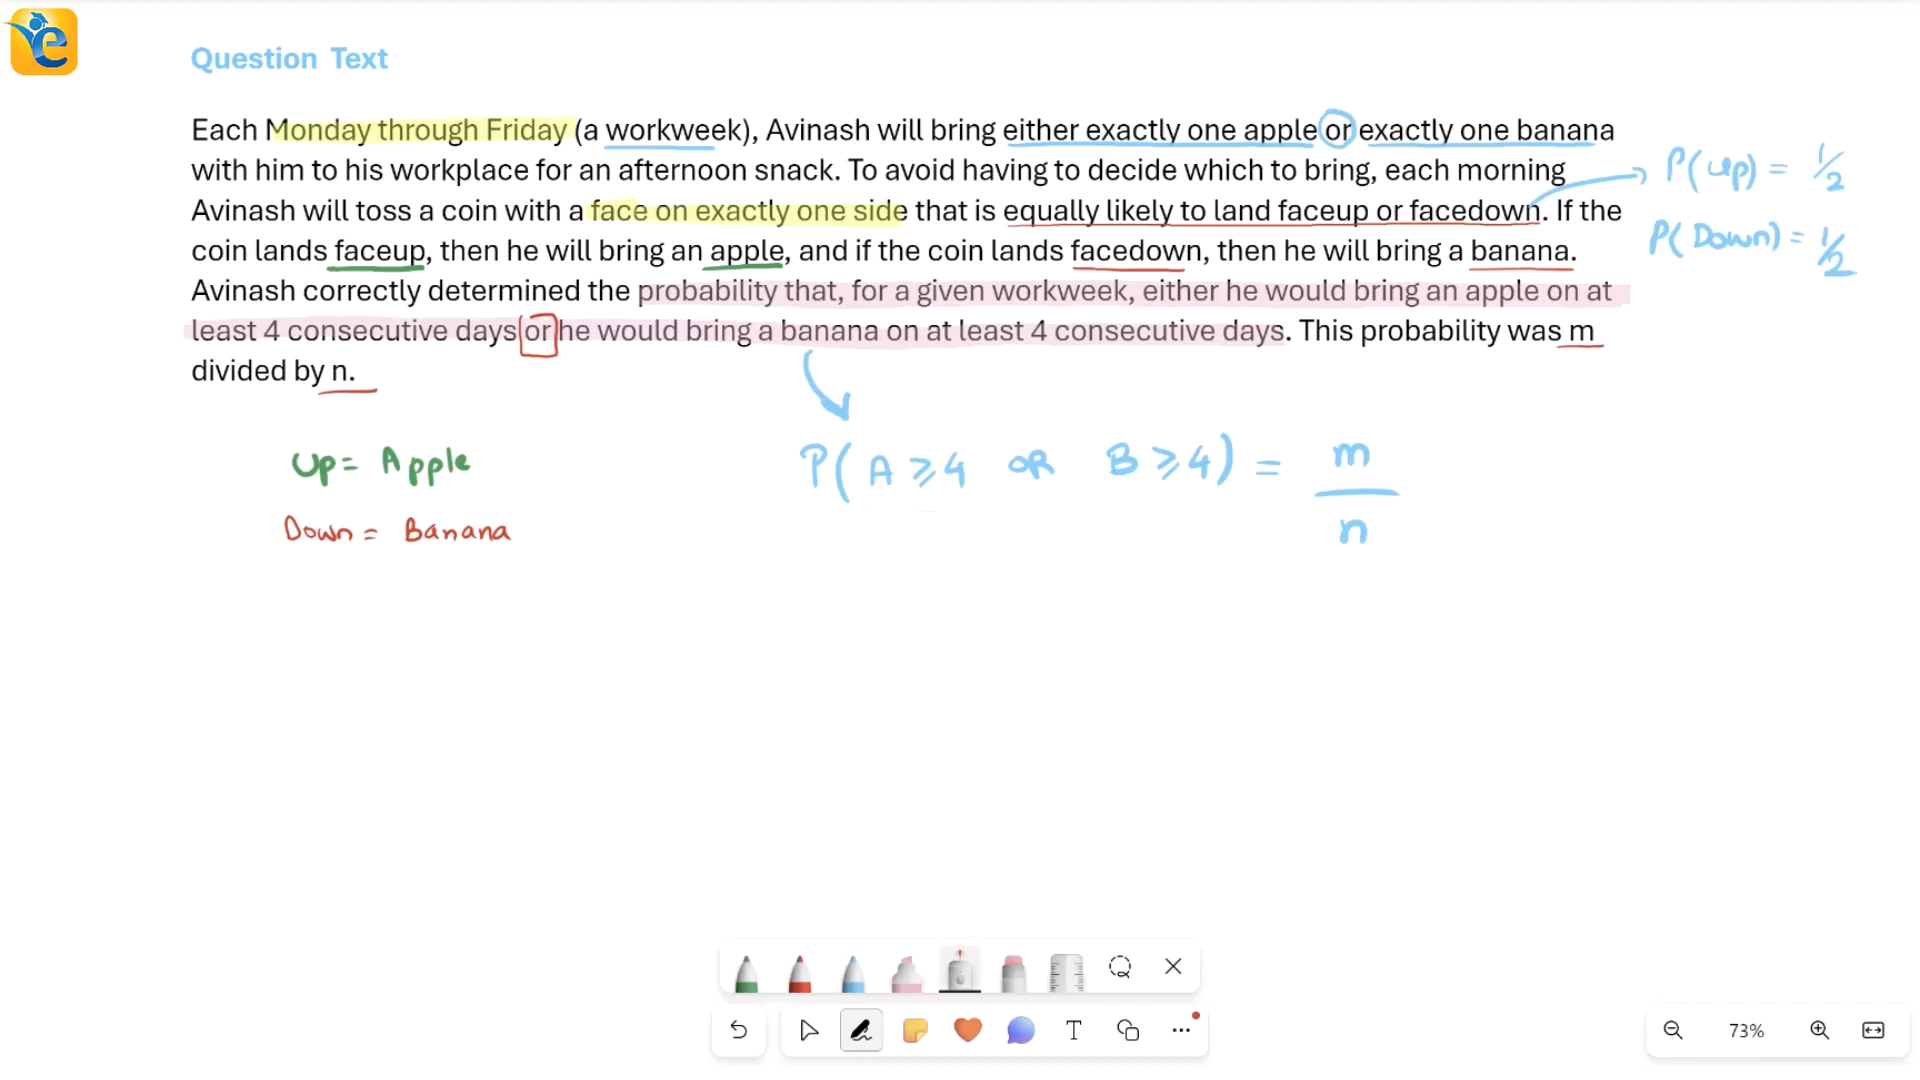 Question Text
Each Monday through Friday (a workweek), Avinash will bring either exactly one apple or exactly one banana
with him to his workplace for an afternoon snack. To avoid having to decide which to bring, each morning
Avinash will toss a coin with a face on exactly one side that is equally likely to land faceup or facedown. If the
coin lands faceup, then he will bring an apple, and if the coin lands facedown, then he will bring a banana.
Avinash correctly determined the probability that, for a given workweek, either he would bring an apple on at
least 4 consecutive days or he would bring a banana on at least 4 consecutive days. This probability was m
divided by n.
P(up) = 1/2
P(Down) = 1/2
Up = Apple
Down = Banana
P(A ≥ 4 OR B ≥ 4) = m
n
73%